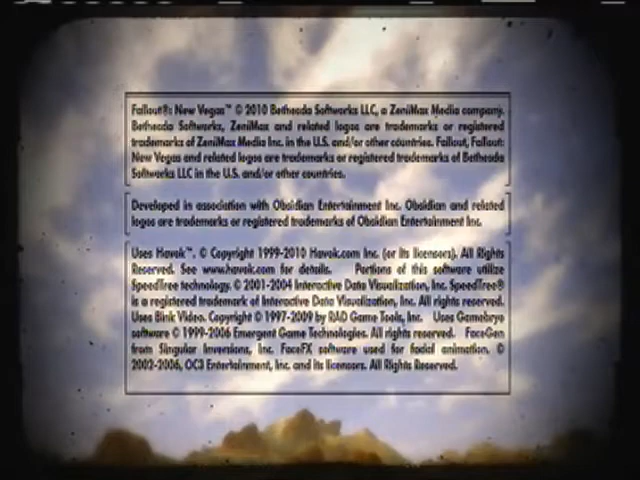 Fallout®: New Vegas™ © 2010 Bethesda Softworks LLC, a ZeniMax Media company.
Bethesda Softworks, ZeniMax and related logos are trademarks or registered
trademarks of ZeniMax Media Inc. in the U.S. and/or other countries. Fallout, Fallout:
New Vegas and related logos are trademarks or registered trademarks of Bethesda
Softworks LLC in the U.S. and/or other countries.
Developed in association with Obsidian Entertainment Inc. Obsidian and related
logos are trademarks or registered trademarks of Obsidian Entertainment Inc.
Uses Havok™. © Copyright 1999-2010 Havok.com Inc. (or its licensors). All Rights
Reserved. See www.havok.com for details. Portions of this software utilize
SpeedTree technology. © 2001-2004 Interactive Data Visualization, Inc. SpeedTree®
is a registered trademark of Interactive Data Visualization, Inc. All rights reserved.
Uses Bink Video. Copyright © 1997-2009 by RAD Game Tools, Inc. Uses Gamebryo
software © 1999-2006 Emergent Game Technologies. All rights reserved. FaceGen
from Singular Inversions, Inc. FaceFX software used for facial animation. ©
2002-2006, OC3 Entertainment, Inc. and its licensors. All Rights Reserved.